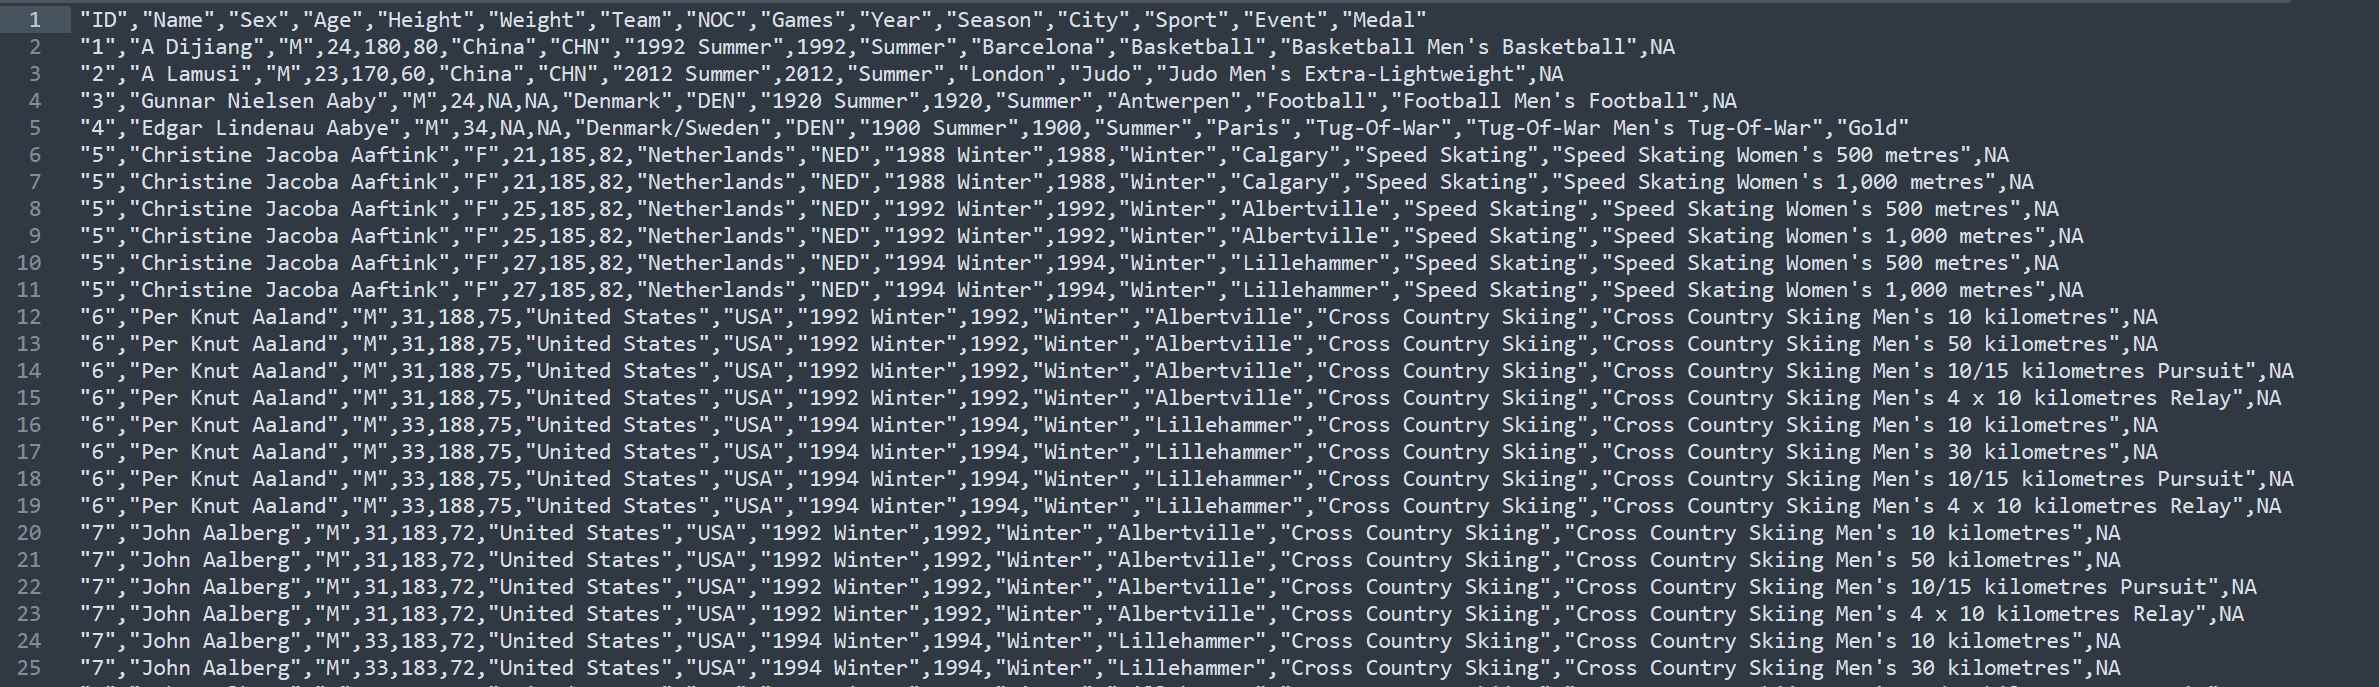 1 "ID","Name","Sex","Age","Height","Weight","Team","NOC","Games","Year","Season","City","Sport","Event","Medal"
2 "1","A Dijiang","M",24,180,80,"China","CHN","1992 Summer",1992,"Summer","Barcelona","Basketball","Basketball Men's Basketball",NA
3 "2","A Lamusi","M",23,170,60,"China","CHN","2012 Summer",2012,"Summer","London","Judo","Judo Men's Extra-Lightweight",NA
4 "3","Gunnar Nielsen Aaby","M",24,NA,NA,"Denmark","DEN","1920 Summer",1920,"Summer","Antwerpen","Football","Football Men's Football",NA
5 "4","Edgar Lindenau Aabye","M",34,NA,NA,"Denmark/Sweden","DEN","1900 Summer",1900,"Summer","Paris","Tug-Of-War","Tug-Of-War Men's Tug-Of-War","Gold"
6 "5","Christine Jacoba Aaftink","F",21,185,82,"Netherlands","NED","1988 Winter",1988,"Winter","Calgary","Speed Skating","Speed Skating Women's 500 metres",NA
7 "5","Christine Jacoba Aaftink","F",21,185,82,"Netherlands","NED","1988 Winter",1988,"Winter","Calgary","Speed Skating","Speed Skating Women's 1,000 metres",NA
8 "5","Christine Jacoba Aaftink","F",25,185,82,"Netherlands","NED","1992 Winter",1992,"Winter","Albertville","Speed Skating","Speed Skating Women's 500 metres",NA
9 "5","Christine Jacoba Aaftink","F",25,185,82,"Netherlands","NED","1992 Winter",1992,"Winter","Albertville","Speed Skating","Speed Skating Women's 1,000 metres",NA
10 "5","Christine Jacoba Aaftink","F",27,185,82,"Netherlands","NED","1994 Winter",1994,"Winter","Lillehammer","Speed Skating","Speed Skating Women's 500 metres",NA
11 "5","Christine Jacoba Aaftink","F",27,185,82,"Netherlands","NED","1994 Winter",1994,"Winter","Lillehammer","Speed Skating","Speed Skating Women's 1,000 metres",NA
12 "6","Per Knut Aaland","M",31,188,75,"United States","USA","1992 Winter",1992,"Winter","Albertville","Cross Country Skiing","Cross Country Skiing Men's 10 kilometres",NA
13 "6","Per Knut Aaland","M",31,188,75,"United States","USA","1992 Winter",1992,"Winter","Albertville","Cross Country Skiing","Cross Country Skiing Men's 50 kilometres",NA
14 "6","Per Knut Aaland","M",31,188,75,"United States","USA","1992 Winter",1992,"Winter","Albertville","Cross Country Skiing","Cross Country Skiing Men's 10/15 kilometres Pursuit",NA
15 "6","Per Knut Aaland","M",31,188,75,"United States","USA","1992 Winter",1992,"Winter","Albertville","Cross Country Skiing","Cross Country Skiing Men's 4 x 10 kilometres Relay",NA
16 "6","Per Knut Aaland","M",33,188,75,"United States","USA","1994 Winter",1994,"Winter","Lillehammer","Cross Country Skiing","Cross Country Skiing Men's 10 kilometres",NA
17 "6","Per Knut Aaland","M",33,188,75,"United States","USA","1994 Winter",1994,"Winter","Lillehammer","Cross Country Skiing","Cross Country Skiing Men's 30 kilometres",NA
18 "6","Per Knut Aaland","M",33,188,75,"United States","USA","1994 Winter",1994,"Winter","Lillehammer","Cross Country Skiing","Cross Country Skiing Men's 10/15 kilometres Pursuit",NA
19 "6","Per Knut Aaland","M",33,188,75,"United States","USA","1994 Winter",1994,"Winter","Lillehammer","Cross Country Skiing","Cross Country Skiing Men's 4 x 10 kilometres Relay",NA
20 "7","John Aalberg","M",31,183,72,"United States","USA","1992 Winter",1992,"Winter","Albertville","Cross Country Skiing","Cross Country Skiing Men's 10 kilometres",NA
21 "7","John Aalberg","M",31,183,72,"United States","USA","1992 Winter",1992,"Winter","Albertville","Cross Country Skiing","Cross Country Skiing Men's 50 kilometres",NA
22 "7","John Aalberg","M",31,183,72,"United States","USA","1992 Winter",1992,"Winter","Albertville","Cross Country Skiing","Cross Country Skiing Men's 10/15 kilometres Pursuit",NA
23 "7","John Aalberg","M",31,183,72,"United States","USA","1992 Winter",1992,"Winter","Albertville","Cross Country Skiing","Cross Country Skiing Men's 4 x 10 kilometres Relay",NA
24 "7","John Aalberg","M",33,183,72,"United States","USA","1994 Winter",1994,"Winter","Lillehammer","Cross Country Skiing","Cross Country Skiing Men's 10 kilometres",NA
25 "7","John Aalberg","M",33,183,72,"United States","USA","1994 Winter",1994,"Winter","Lillehammer","Cross Country Skiing","Cross Country Skiing Men's 30 kilometres",NA